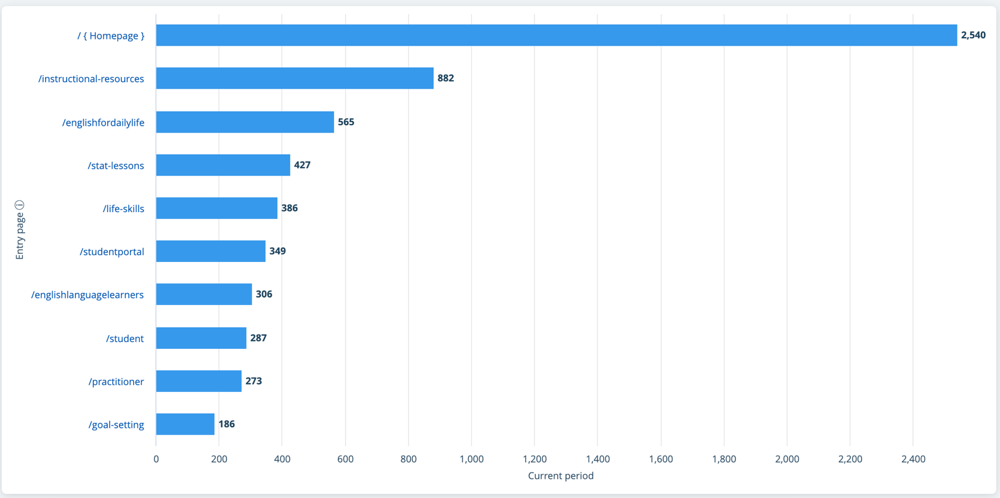 / { Homepage }
2,540
/instructional-resources
882
/englishfordailylife
565
/stat-lessons
427
/life-skills
386
/studentportal
349
/englishlanguagelearners
306
/student
287
/practitioner
273
/goal-setting
186
Entry page ⓘ
0 200 400 600 800 1,000 1,200 1,400 1,600 1,800 2,000 2,200 2,400
Current period